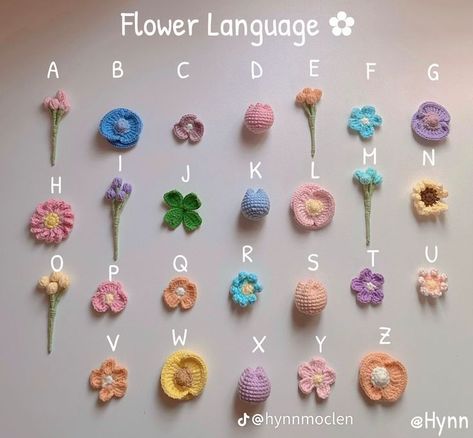 Flower Language
A B C D E F G
H I J K L M N
O P Q R S T U
V W X Y Z
@hynnmoclen
@Hynn